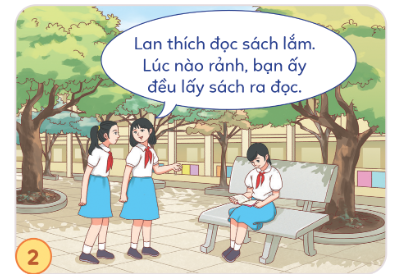 Lan thích đọc sách lắm.
Lúc nào rảnh, bạn ấy
đều lấy sách ra đọc.
2